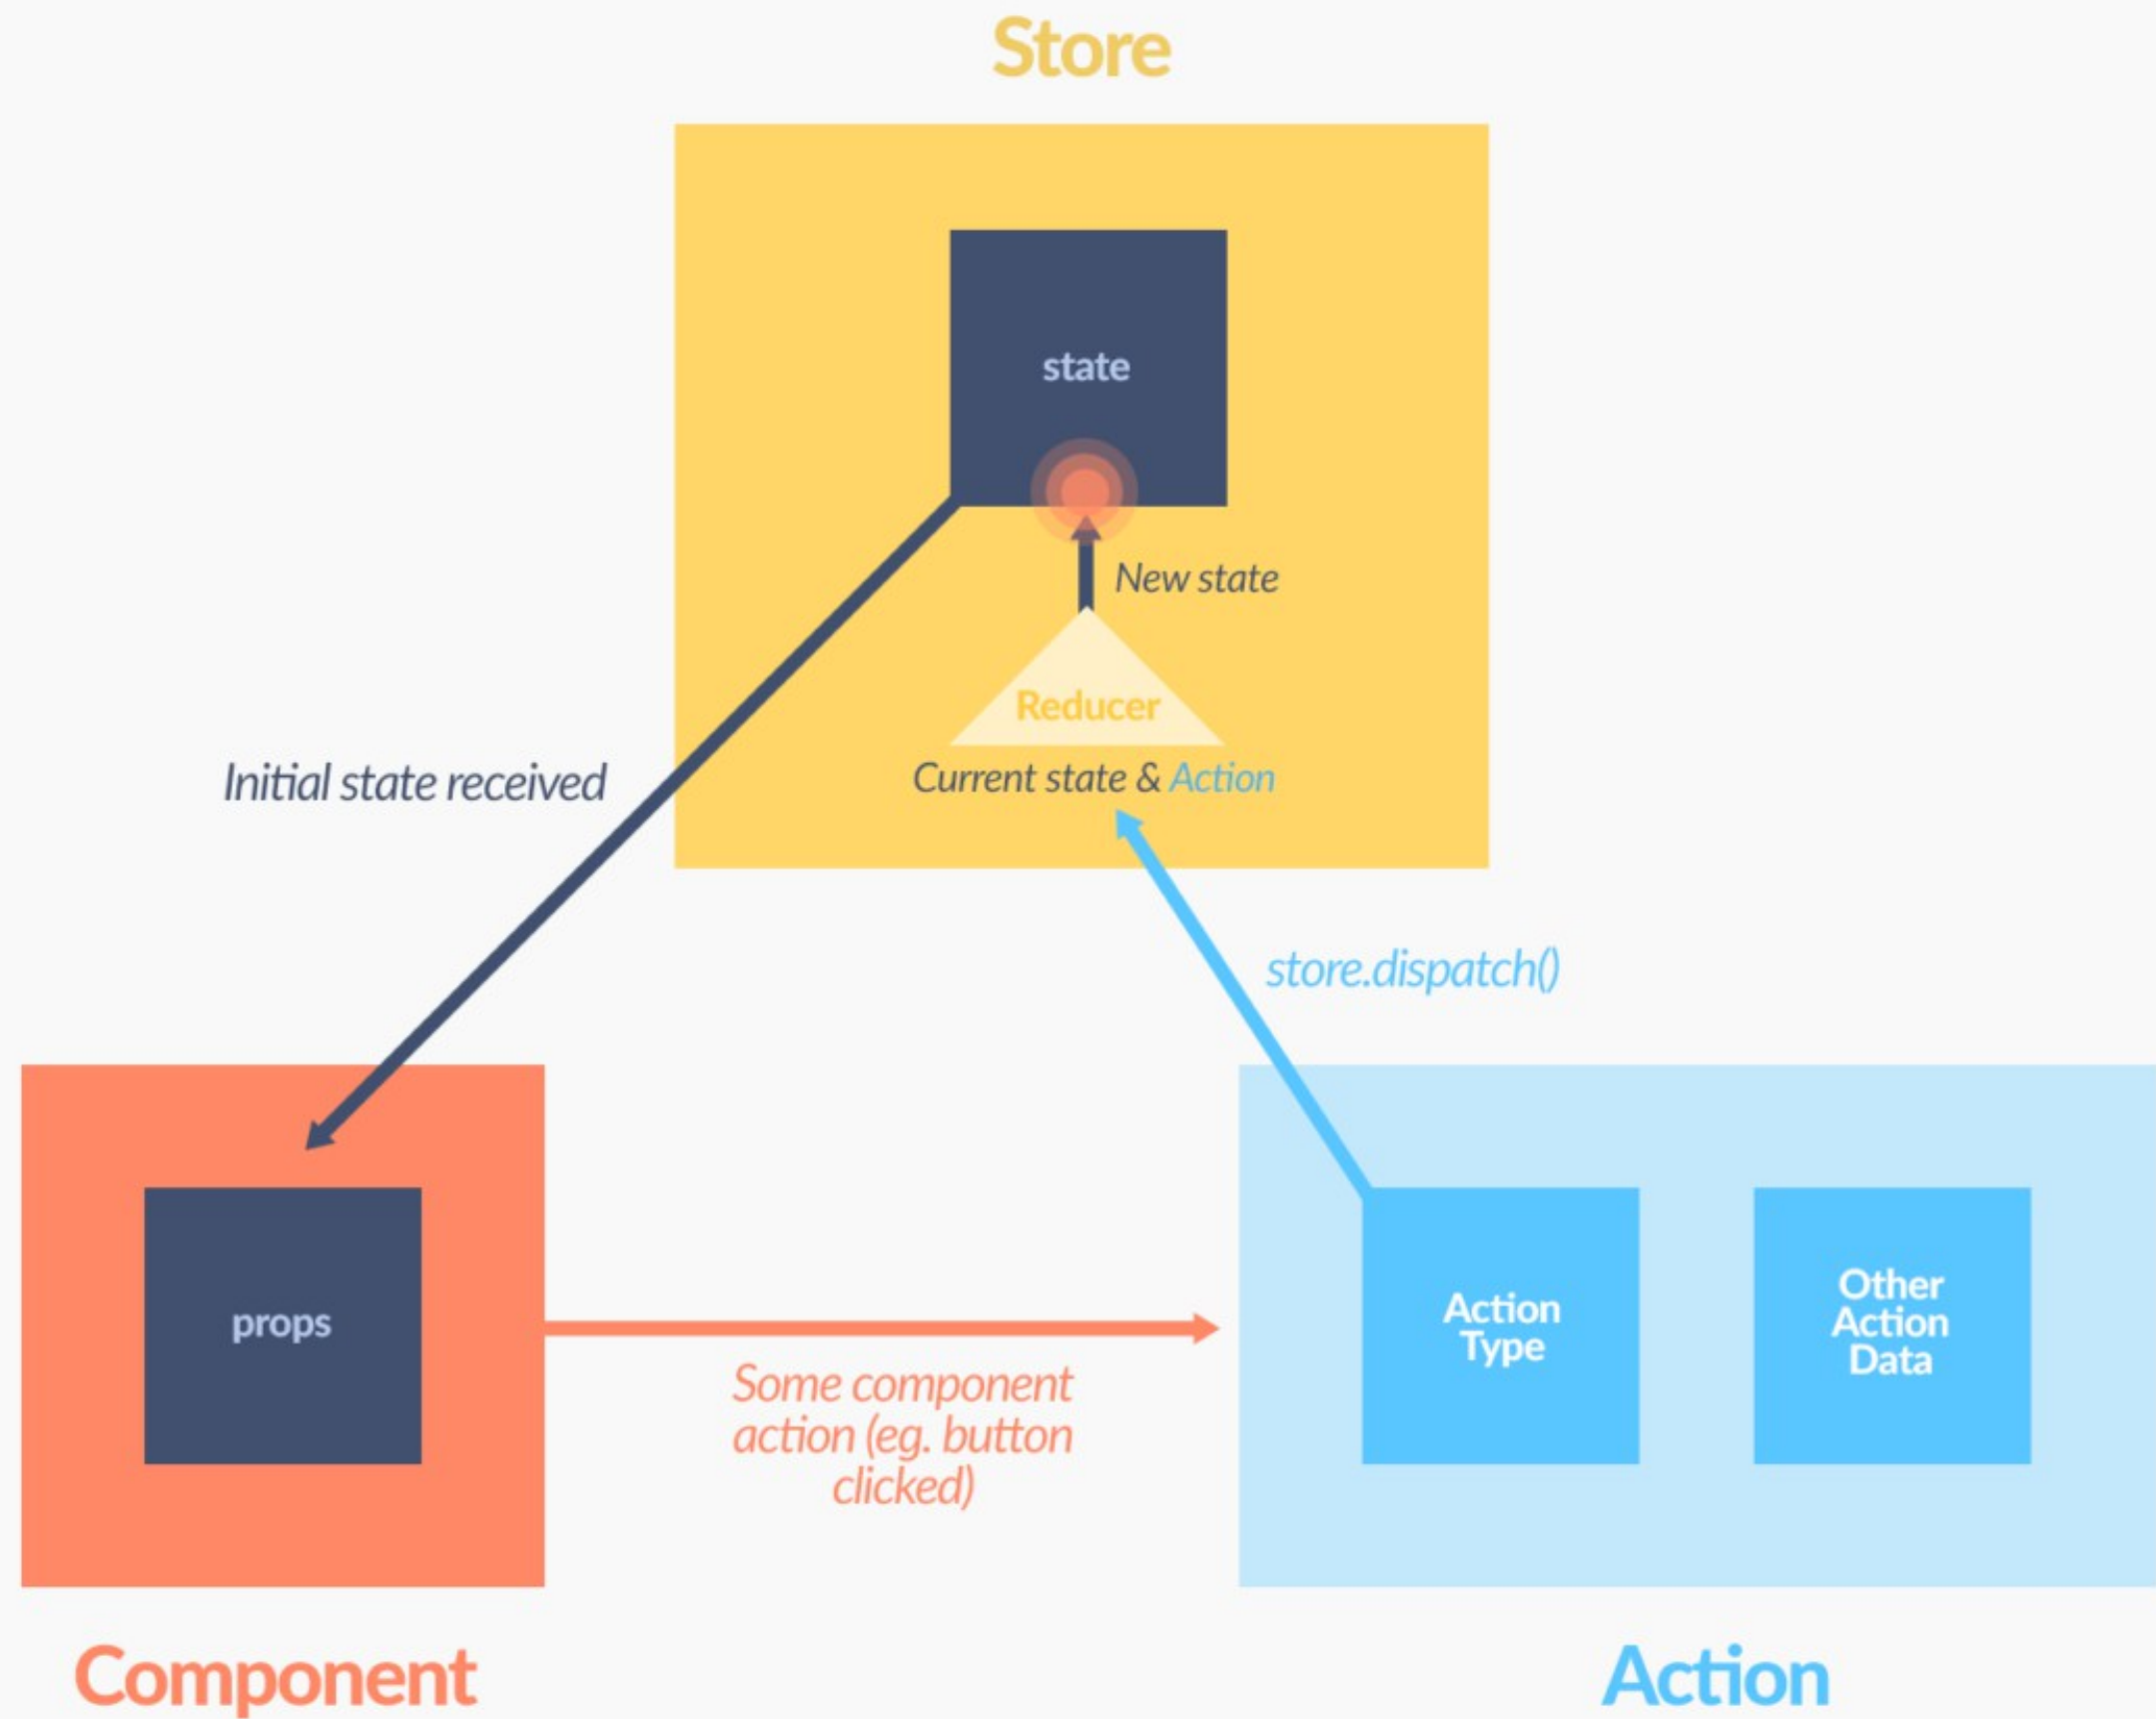 Store
state
New state
Reducer
Current state & Action
Initial state received
store.dispatch()
props
Some component
action (eg. button
clicked)
Action
Type
Other
Action
Data
Component
Action